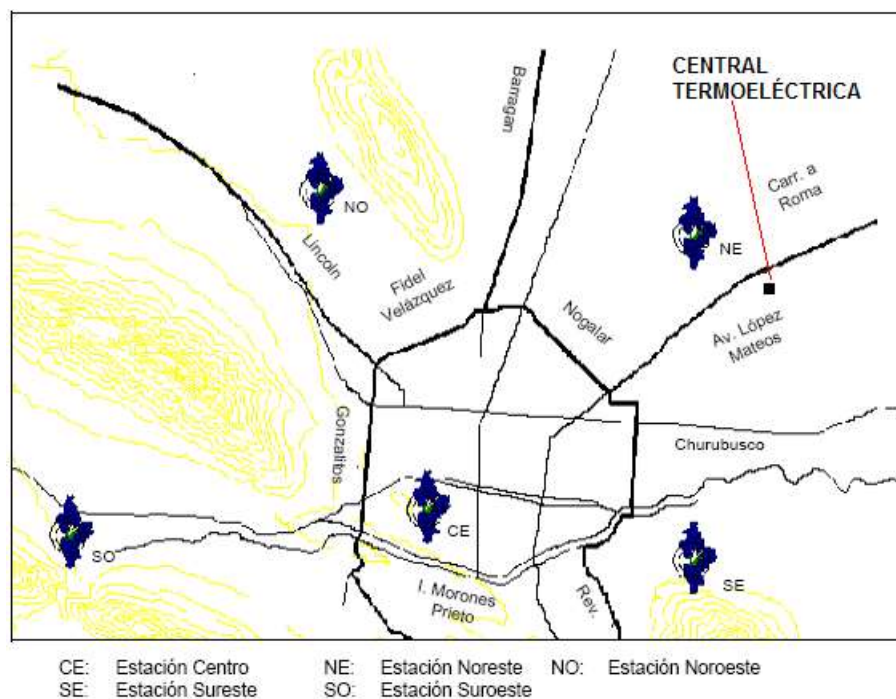 CENTRAL
TERMOELÉCTRICA
Barragan
Carr. a
Roma
NO
NE
Lincoln
Fidel
Velázquez
Nogalar
Av. López
Mateos
Gonzalitos
Churubusco
CE
SO
SE
I. Morones
Prieto
Rev.
CE: Estación Centro NE: Estación Noreste NO: Estación Noroeste
SE: Estación Sureste SO: Estación Suroeste